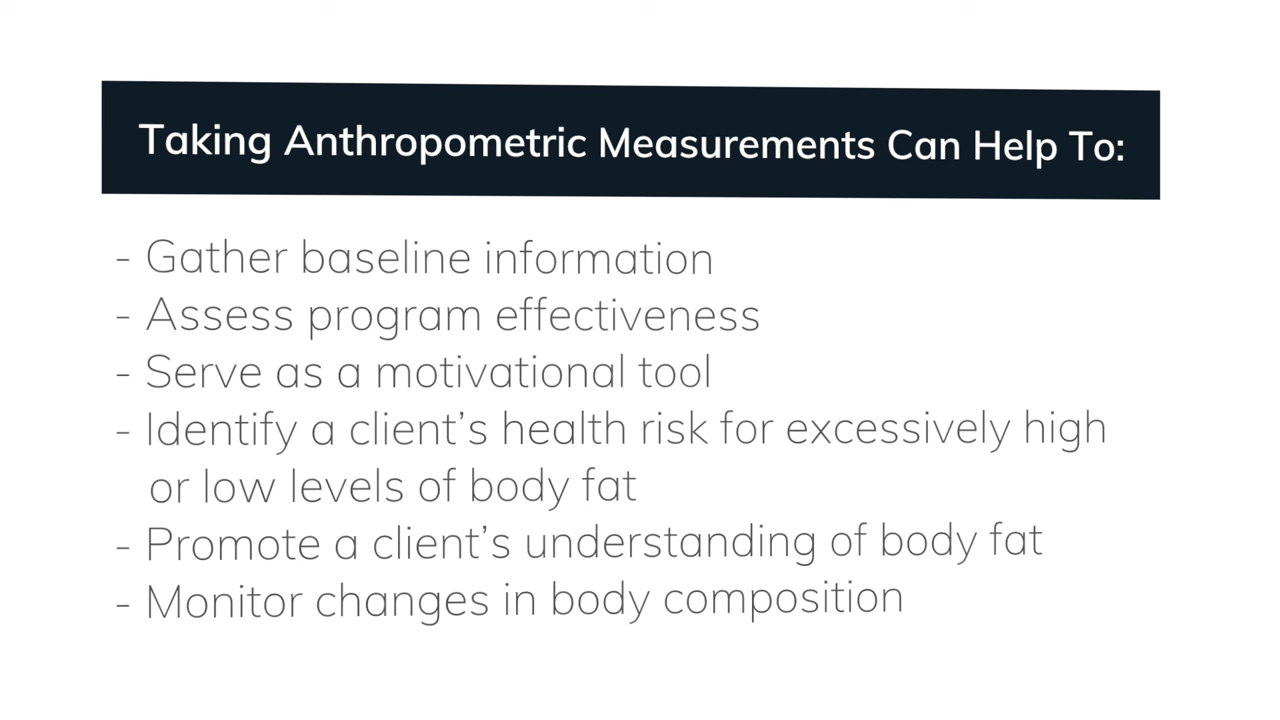 Taking Anthropometric Measurements Can Help To:
- Gather baseline information
- Assess program effectiveness
- Serve as a motivational tool
- Identify a client’s health risk for excessively high
or low levels of body fat
- Promote a client’s understanding of body fat
- Monitor changes in body composition